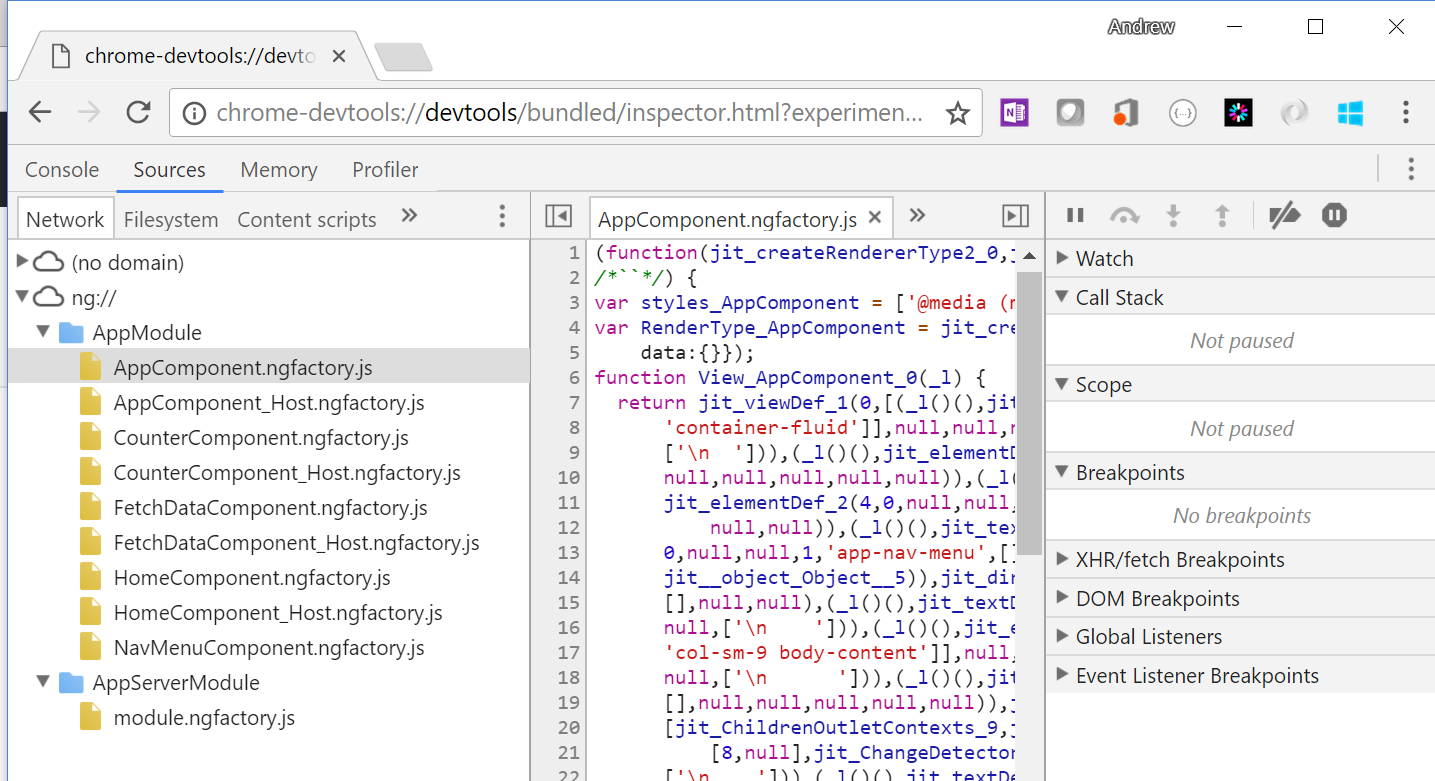 Andrew
chrome-devtools://devto
chrome-devtools://devtools/bundled/inspector.html?experimen...
Console Sources Memory Profiler
Network Filesystem Content scripts »
AppComponent.ngfactory.js × »
(no domain)
ng://
AppModule
AppComponent.ngfactory.js
AppComponent_Host.ngfactory.js
CounterComponent.ngfactory.js
CounterComponent_Host.ngfactory.js
FetchDataComponent.ngfactory.js
FetchDataComponent_Host.ngfactory.js
HomeComponent.ngfactory.js
HomeComponent_Host.ngfactory.js
NavMenuComponent.ngfactory.js
AppServerModule
module.ngfactory.js
1 (function(jit_createRendererType2_0,j
2 /*``*/) {
3 var styles_AppComponent = ['@media (m
4 var RenderType_AppComponent = jit_cre
5 data:{}});
6 function View_AppComponent_0(_l) {
7 return jit_viewDef_1(0,[(_l()(),jit
8 'container-fluid']],null,null,n
9 ['\n  '])),(_l()(),jit_elementD
10 null,null,null,null,null)),(_l(
11 jit_elementDef_2(4,0,null,null,
12 null,null)),(_l()(),jit_tex
13 0,null,null,1,'app-nav-menu',[]
14 jit__object_Object__5)),jit_dir
15 [],null,null),(_l()(),jit_textD
16 null,['\n    '])),(_l()(),jit_e
17 'col-sm-9 body-content']],null,
18 null,['\n      '])),(_l()(),jit
19 [],null,null,null,null,null)),j
20 [jit_ChildrenOutletContexts_9,j
21 [8,null],jit_ChangeDetector
22 ['\n    '])),(_l()(),jit_textDe
Watch
Call Stack
Not paused
Scope
Not paused
Breakpoints
No breakpoints
XHR/fetch Breakpoints
DOM Breakpoints
Global Listeners
Event Listener Breakpoints